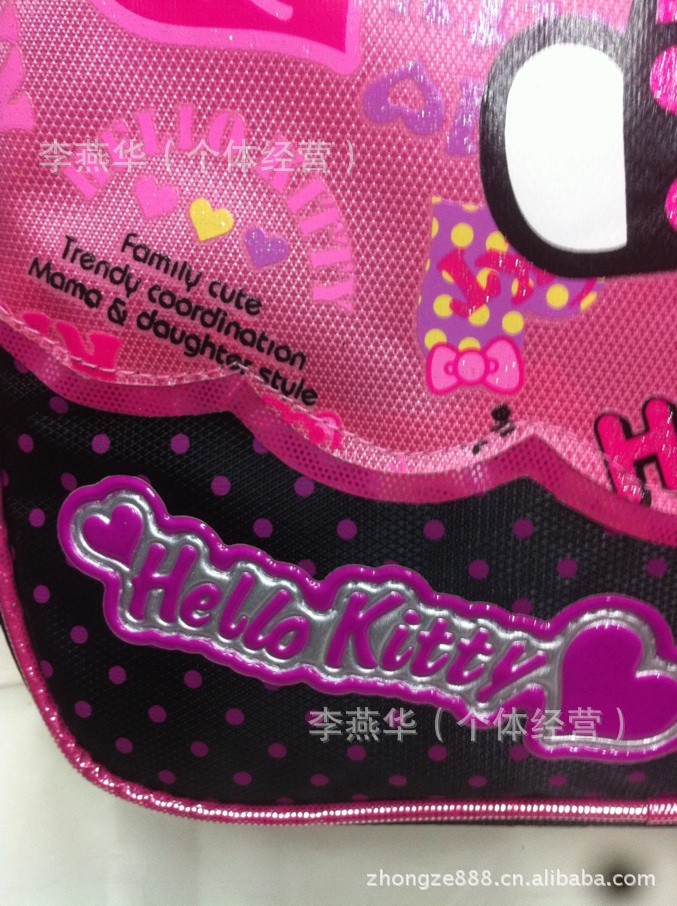 HELLO KITTY
李燕华（个体经营）
Family cute
Trendy coordination
Mama & daughter style
H
Hello Kitty
李燕华（个体经营）
zhongze888.cn.alibaba.com